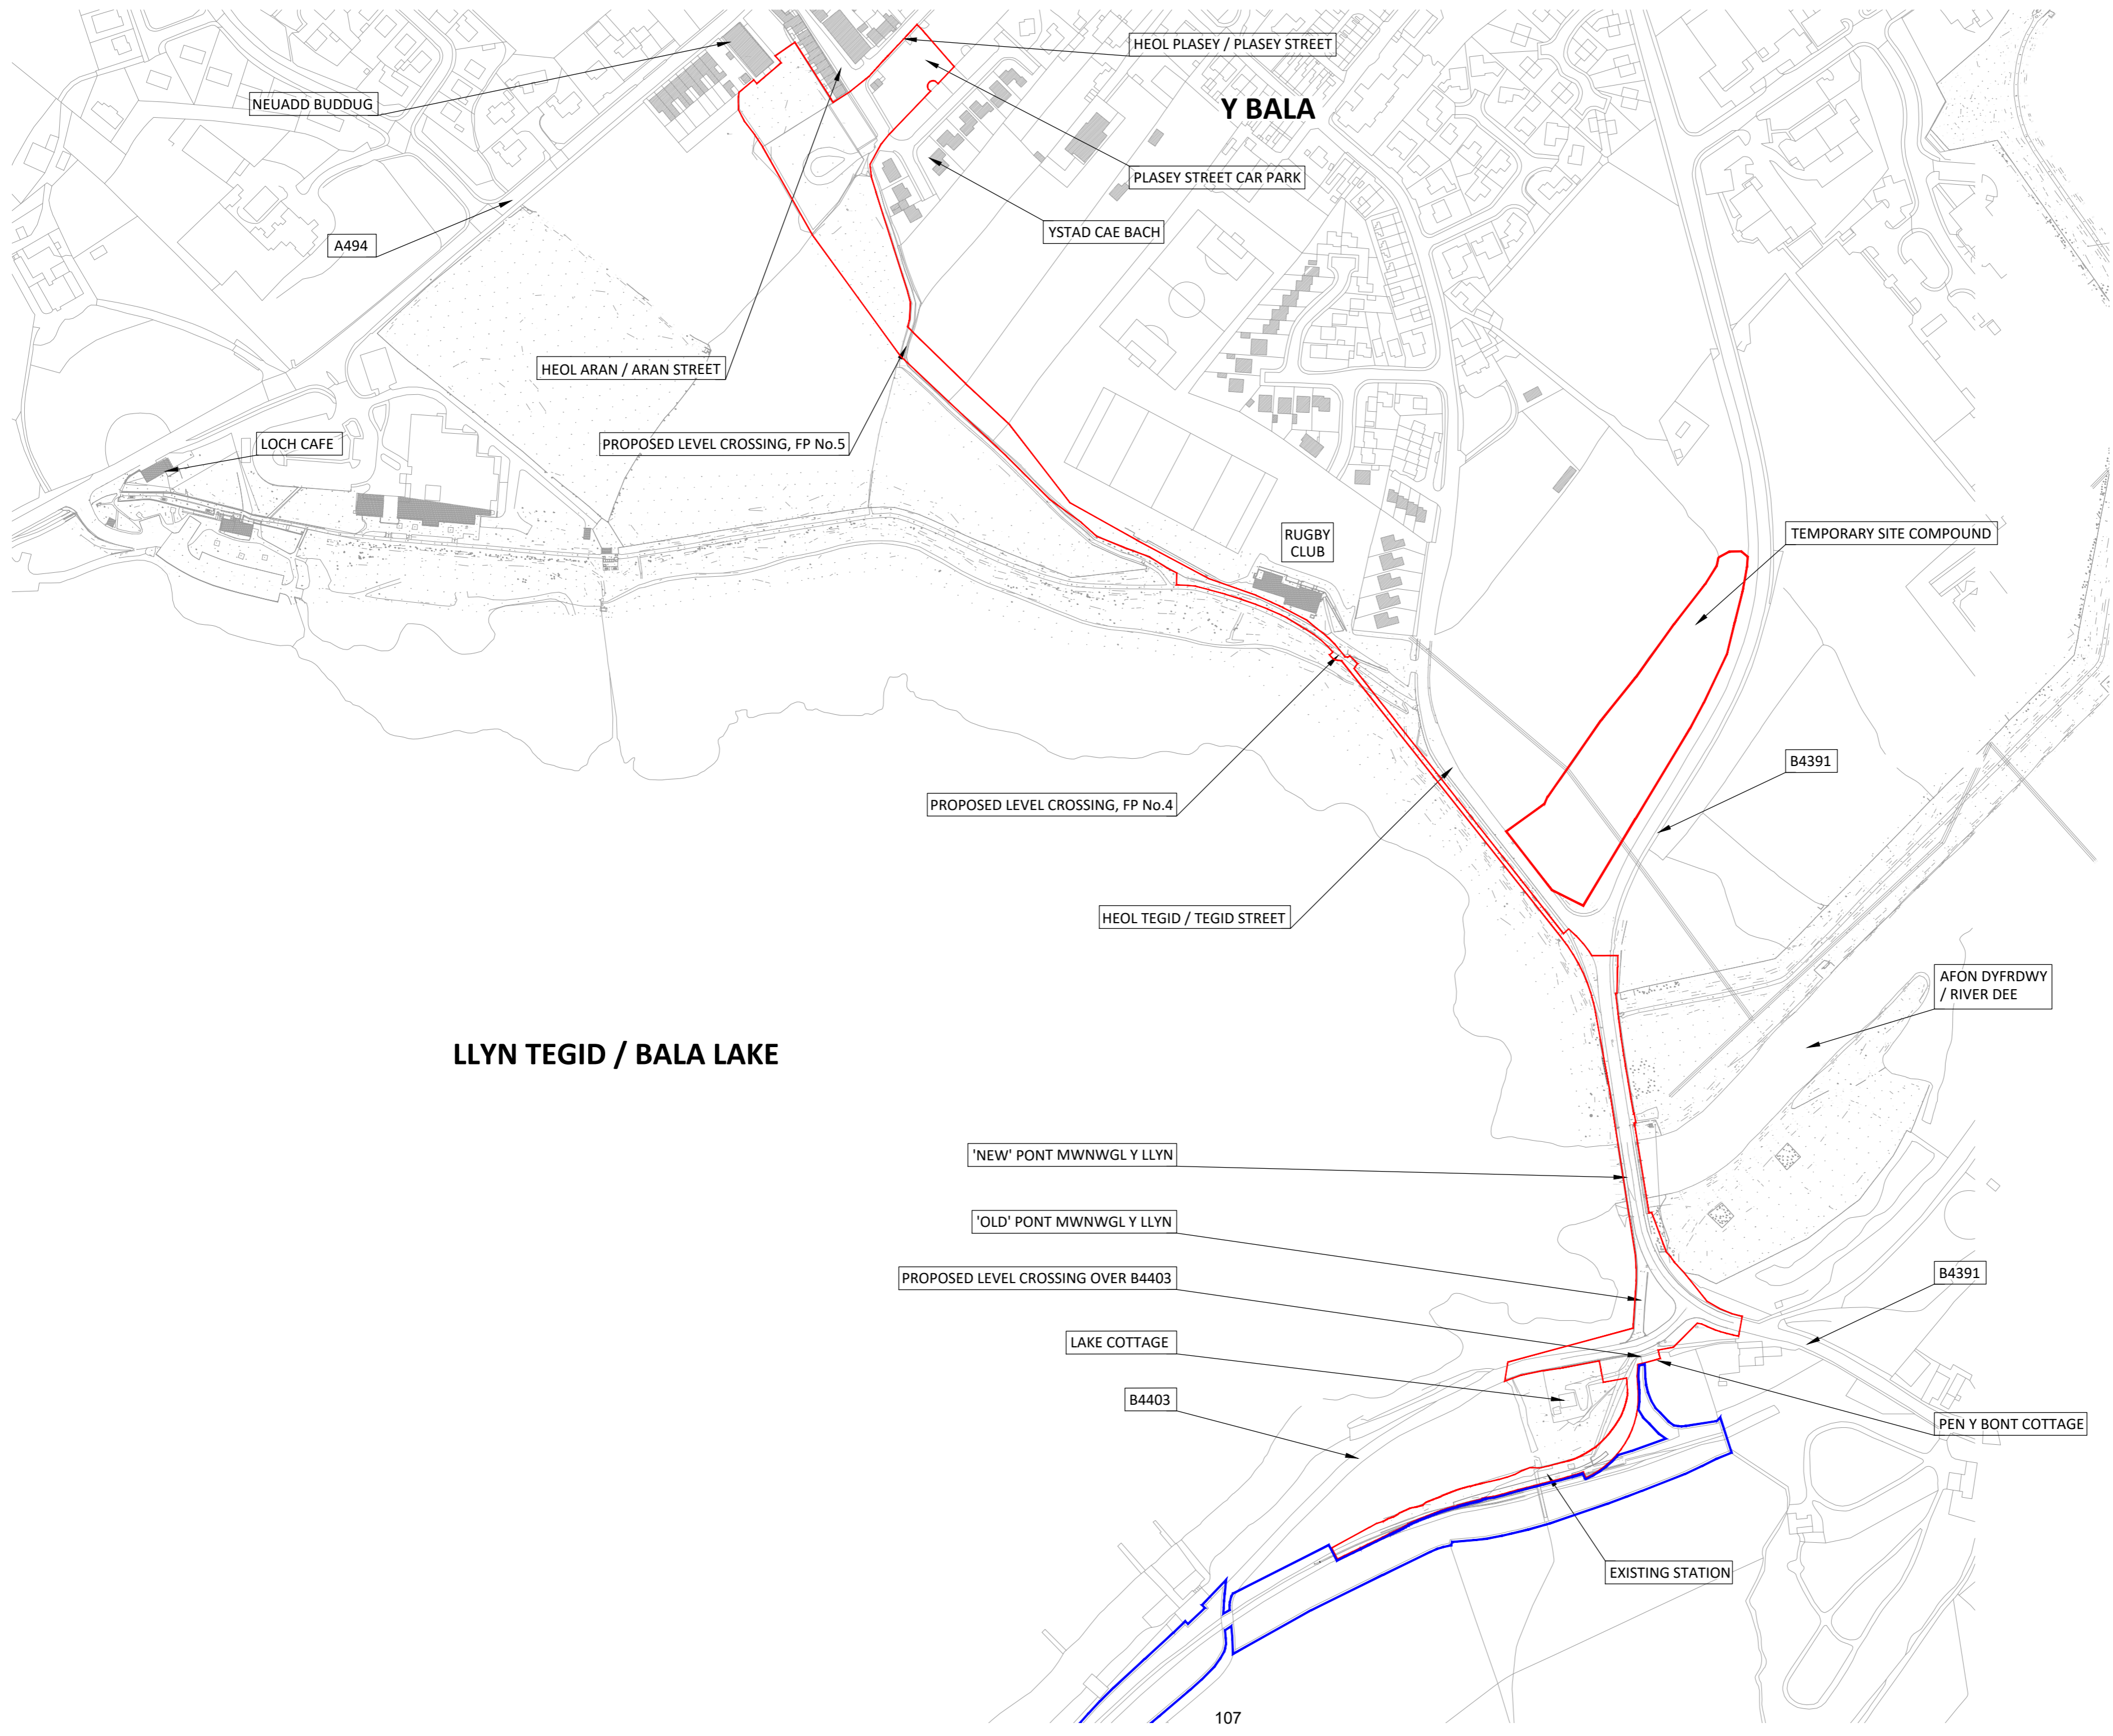 HEOL PLASEY / PLASEY STREET
NEUADD BUDDUG
Y BALA
PLASEY STREET CAR PARK
YSTAD CAE BACH
A494
HEOL ARAN / ARAN STREET
LOCH CAFE
PROPOSED LEVEL CROSSING, FP No.5
RUGBY
CLUB
TEMPORARY SITE COMPOUND
B4391
PROPOSED LEVEL CROSSING, FP No.4
HEOL TEGID / TEGID STREET
AFON DYFRDWY
/ RIVER DEE
LLYN TEGID / BALA LAKE
'NEW' PONT MWNWGL Y LLYN
'OLD' PONT MWNWGL Y LLYN
PROPOSED LEVEL CROSSING OVER B4403
B4391
LAKE COTTAGE
B4403
PEN Y BONT COTTAGE
EXISTING STATION
107